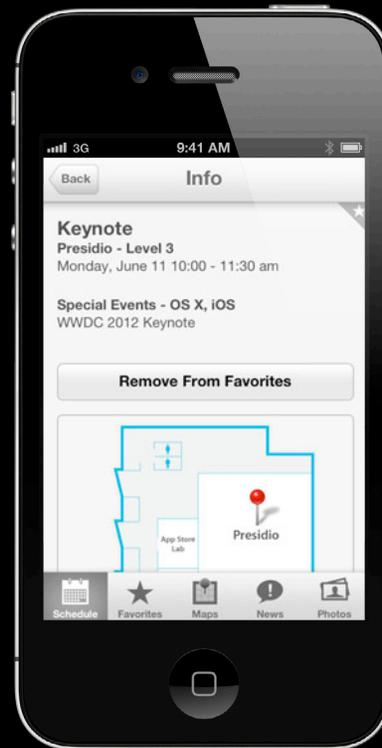 3G 9:41 AM
Back Info
Keynote
Presidio - Level 3
Monday, June 11 10:00 - 11:30 am
Special Events - OS X, iOS
WWDC 2012 Keynote
Remove From Favorites
App Store
Lab
Presidio
Schedule Favorites Maps News Photos